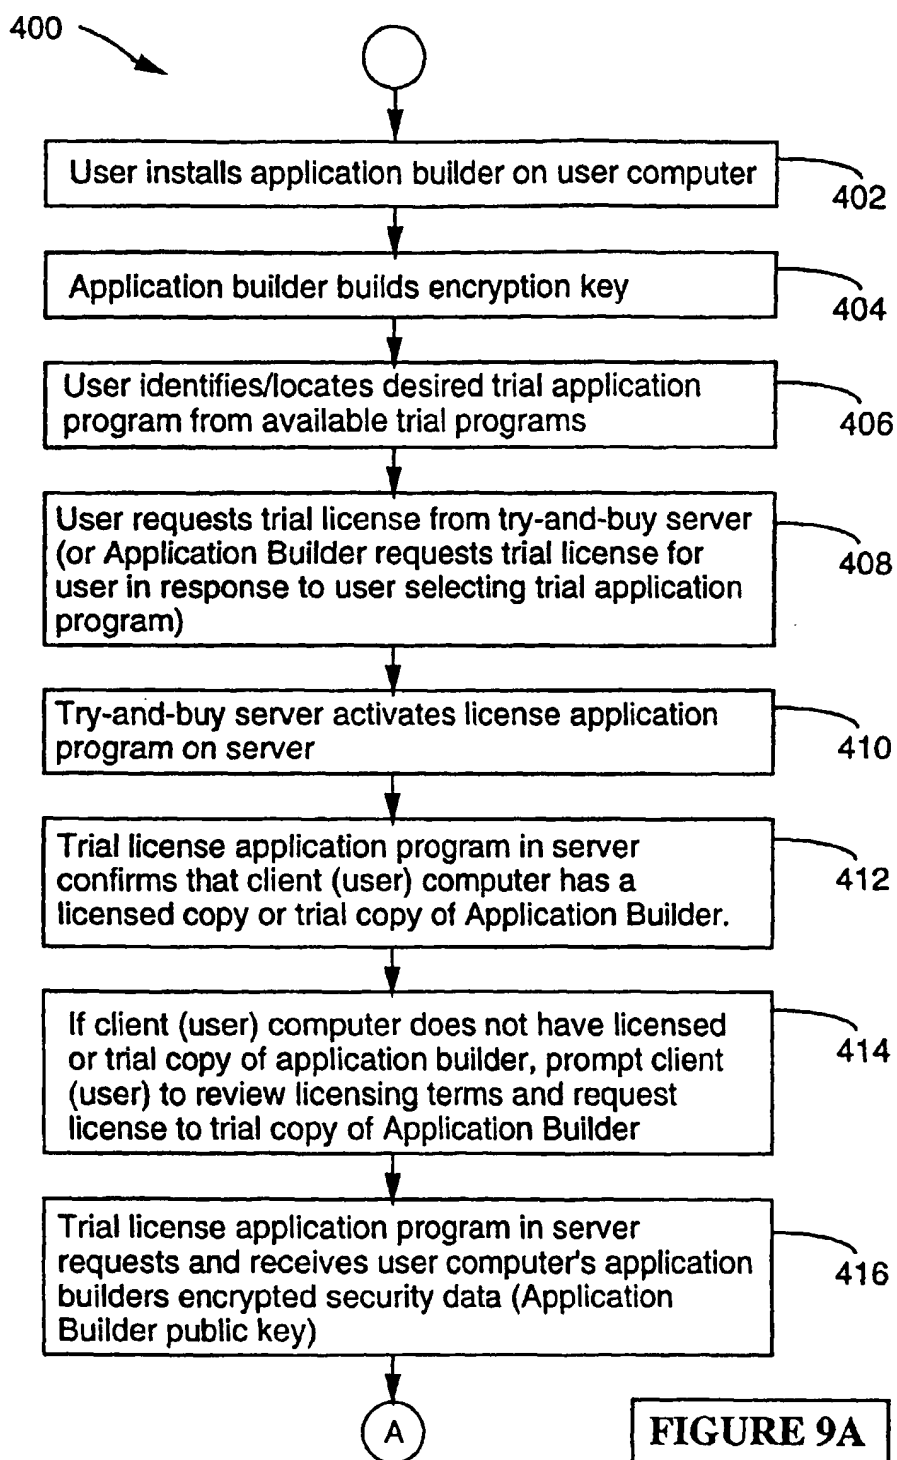 400
User installs application builder on user computer
402
Application builder builds encryption key
404
User identifies/locates desired trial application
program from available trial programs
406
User requests trial license from try-and-buy server
(or Application Builder requests trial license for
user in response to user selecting trial application
program)
408
Try-and-buy server activates license application
program on server
410
Trial license application program in server
confirms that client (user) computer has a
licensed copy or trial copy of Application Builder.
412
If client (user) computer does not have licensed
or trial copy of application builder, prompt client
(user) to review licensing terms and request
license to trial copy of Application Builder
414
Trial license application program in server
requests and receives user computer's application
builders encrypted security data (Application
Builder public key)
416
A
FIGURE 9A